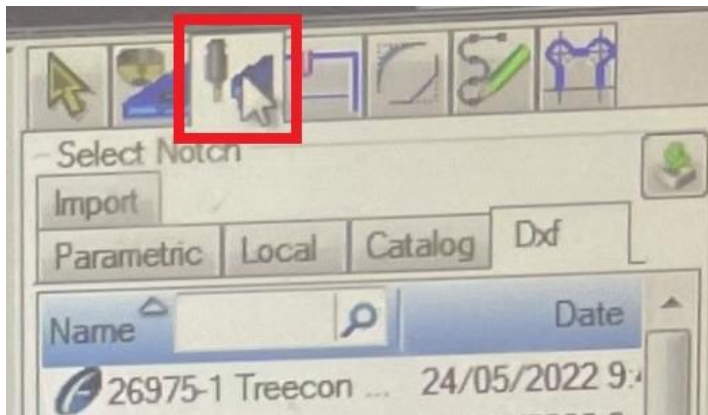 Select Notch
Import
Parametric Local Catalog Dxf
Name Date
26975-1 Treecon ... 24/05/2022 9: